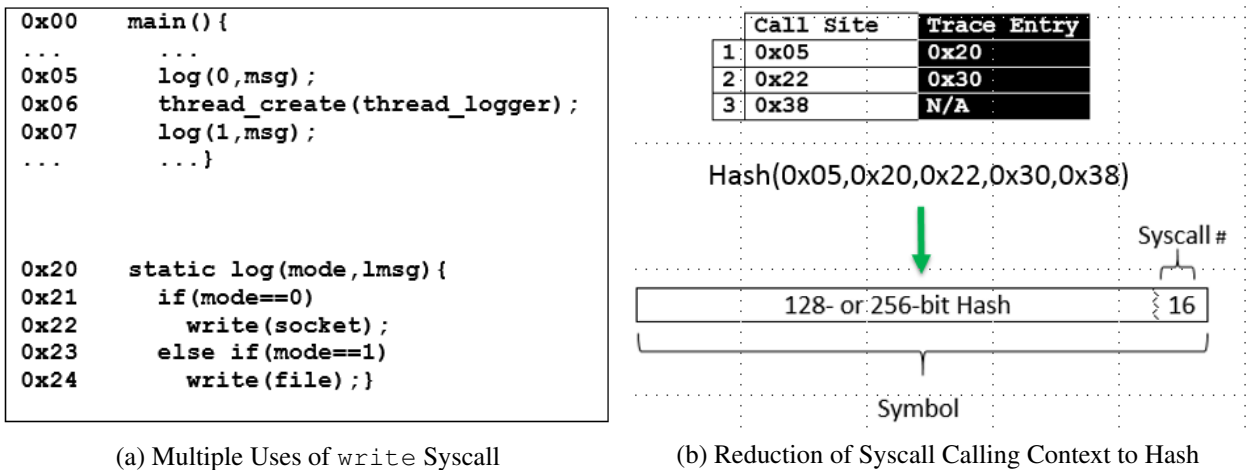 0x00 main(){
... ...
0x05 log(0,msg);
0x06 thread_create(thread_logger);
0x07 log(1,msg);
... ...}
0x20 static log(mode,lmsg){
0x21 if(mode==0)
0x22 write(socket);
0x23 else if(mode==1)
0x24 write(file);}
(a) Multiple Uses of write Syscall
Call Site Trace Entry
1 0x05 0x20
2 0x22 0x30
3 0x38 N/A
Hash(0x05,0x20,0x22,0x30,0x38)
Syscall #
128- or 256-bit Hash 16
Symbol
(b) Reduction of Syscall Calling Context to Hash